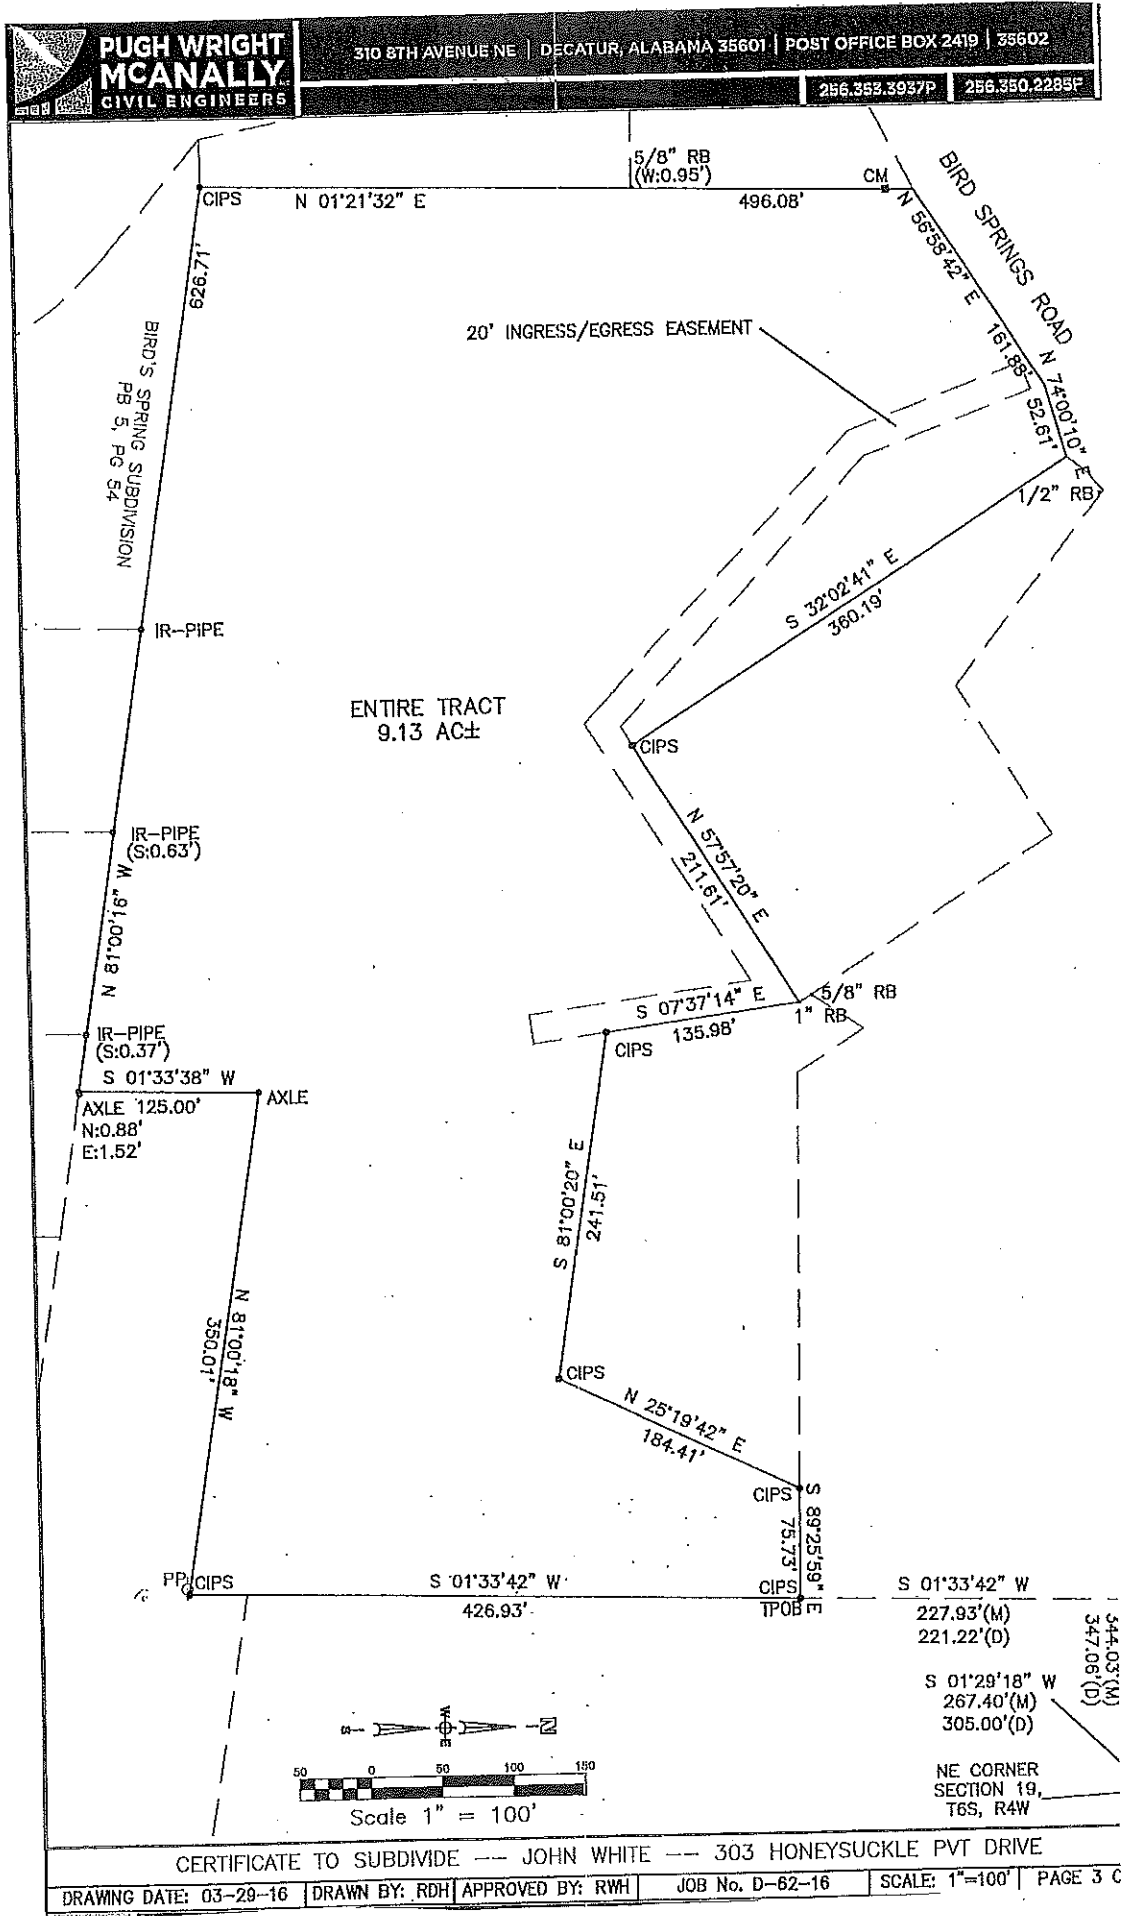 PUGH WRIGHT
MCANALLY
CIVIL ENGINEERS
310 8TH AVENUE NE | DECATUR, ALABAMA 35601 | POST OFFICE BOX 2419 | 35602
256.353.3937P | 256.350.2285F
5/8" RB
(W:0.95')
CM
CIPS
N 01°21'32" E
496.08'
BIRD SPRINGS ROAD
N 56°58'42" E
161.88'
626.71'
20' INGRESS/EGRESS EASEMENT
N 74°00'10" E
52.61'
BIRD'S SPRING SUBDIVISION
PB 5, PG 54
1/2" RB
S 32°02'41" E
360.19'
IR-PIPE
ENTIRE TRACT
9.13 AC±
CIPS
IR-PIPE
(S:0.63')
N 57°57'20" E
211.61'
N 81°00'16" W
5/8" RB
S 07°37'14" E
1" RB
135.98'
CIPS
IR-PIPE
(S:0.37')
S 01°33'38" W
AXLE 125.00'
AXLE
N:0.88'
E:1.52'
S 81°00'20" E
241.51'
N 81°00'18" W
350.01'
CIPS
N 25°19'42" E
184.41'
CIPS
S 89°25'59" E
75.73'
PP
CIPS
S 01°33'42" W
426.93'
CIPS
TPOB
S 01°33'42" W
227.93'(M)
221.22'(D)
544.03'(M)
347.06'(D)
S 01°29'18" W
267.40'(M)
305.00'(D)
NE CORNER
SECTION 19,
T6S, R4W
S
W
E
N
50 0 50 100 150
Scale 1" = 100'
CERTIFICATE TO SUBDIVIDE -- JOHN WHITE -- 303 HONEYSUCKLE PVT DRIVE
DRAWING DATE: 03-29-16 | DRAWN BY: RDH | APPROVED BY: RWH | JOB No. D-62-16 | SCALE: 1"=100' | PAGE 3